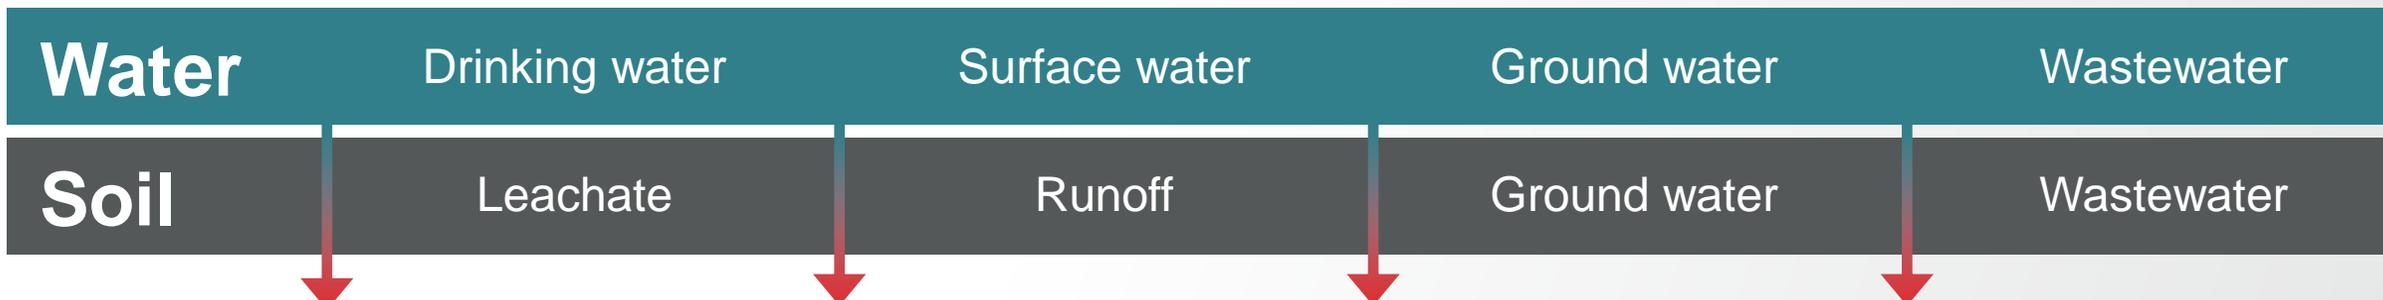 Water Drinking water Surface water Ground water Wastewater
Soil Leachate Runoff Ground water Wastewater